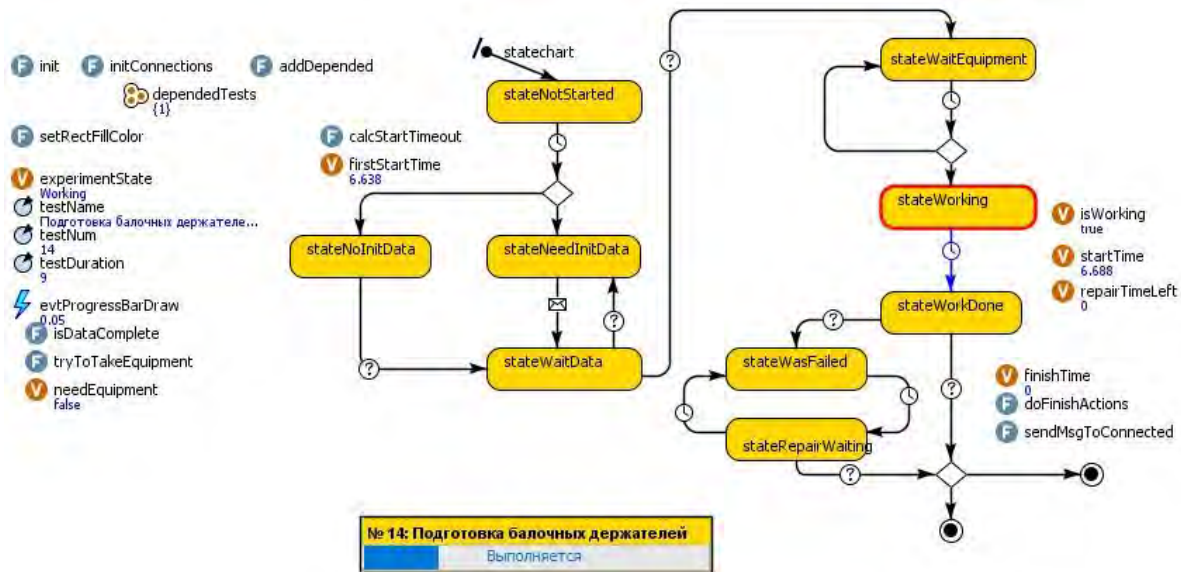 init
initConnections
addDepended
dependedTests
{1}
setRectFillColor
experimentState
Working
testName
Подготовка балочных держателе...
testNum
14
testDuration
9
evtProgressBarDraw
0.05
isDataComplete
tryToTakeEquipment
needEquipment
false
statechart
stateNotStarted
calcStartTimeout
firstStartTime
6.638
stateNoInitData
stateNeedInitData
stateWaitData
stateWaitEquipment
stateWorking
isWorking
true
startTime
6.688
repairTimeLeft
0
stateWorkDone
stateWasFailed
stateRepairWaiting
finishTime
0
doFinishActions
sendMsgToConnected
№ 14: Подготовка балочных держателей
Выполняется